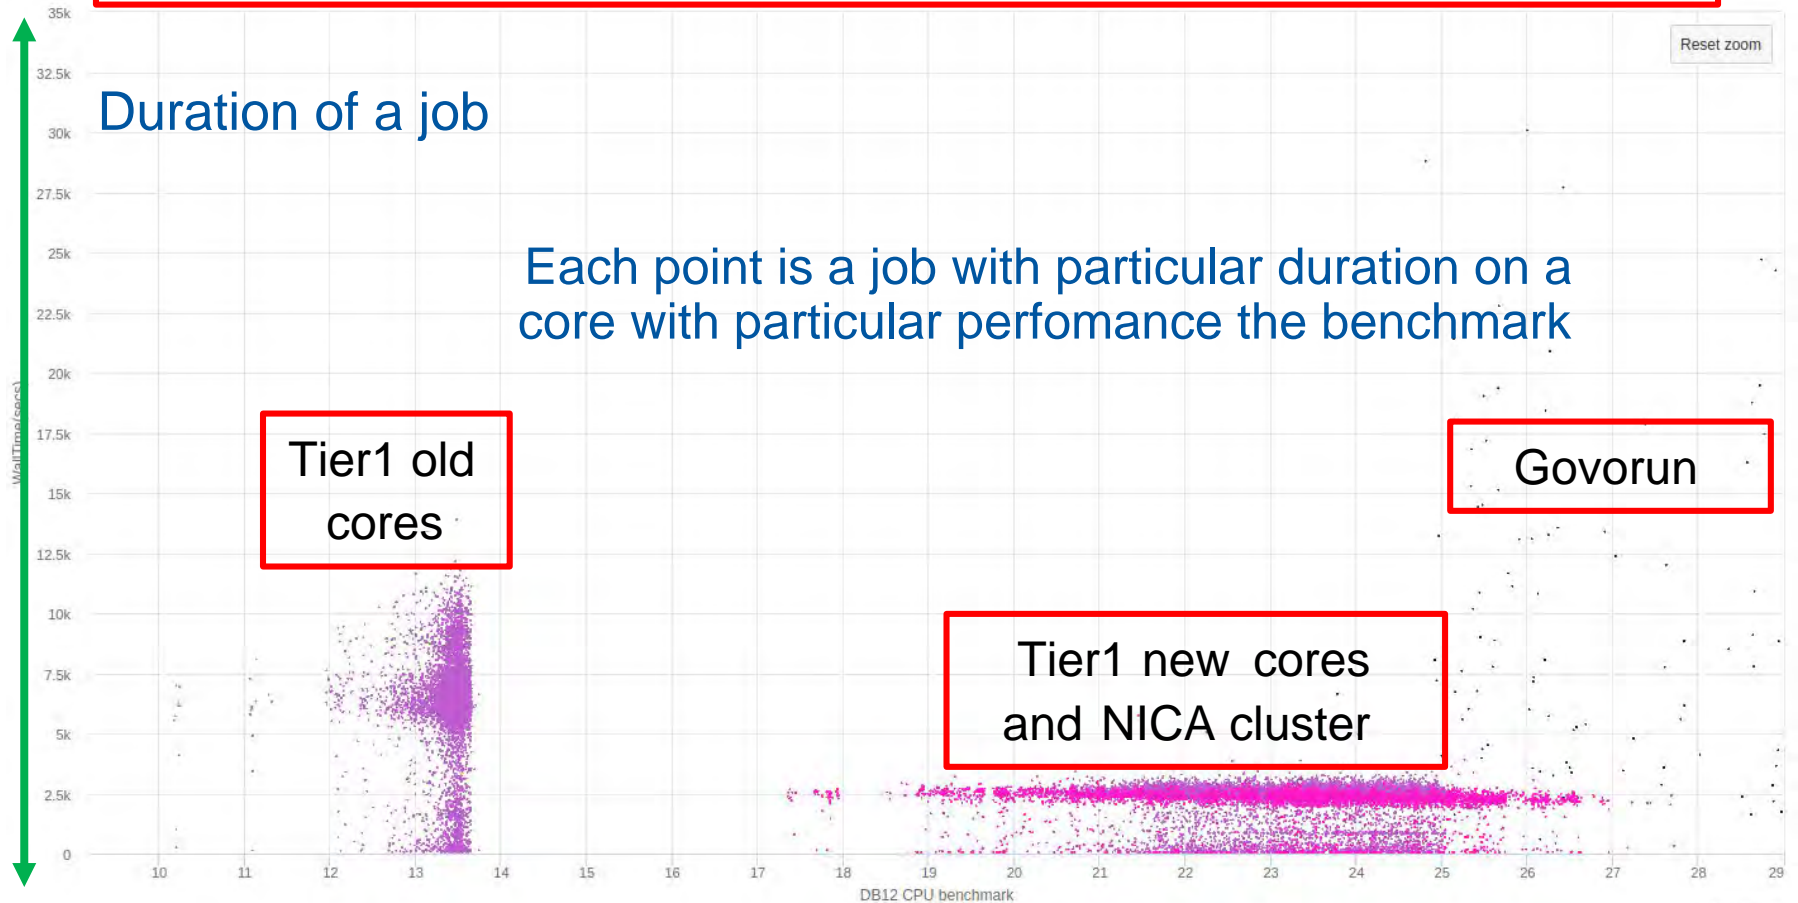 35k
Reset zoom
32.5k
Duration of a job
30k
27.5k
25k
Each point is a job with particular duration on a
core with particular perfomance the benchmark
22.5k
20k
WallTime(secs)
17.5k
Tier1 old
cores
Govorun
15k
12.5k
10k
Tier1 new cores
and NICA cluster
7.5k
5k
2.5k
0
10 11 12 13 14 15 16 17 18 19 20 21 22 23 24 25 26 27 28 29
DB12 CPU benchmark